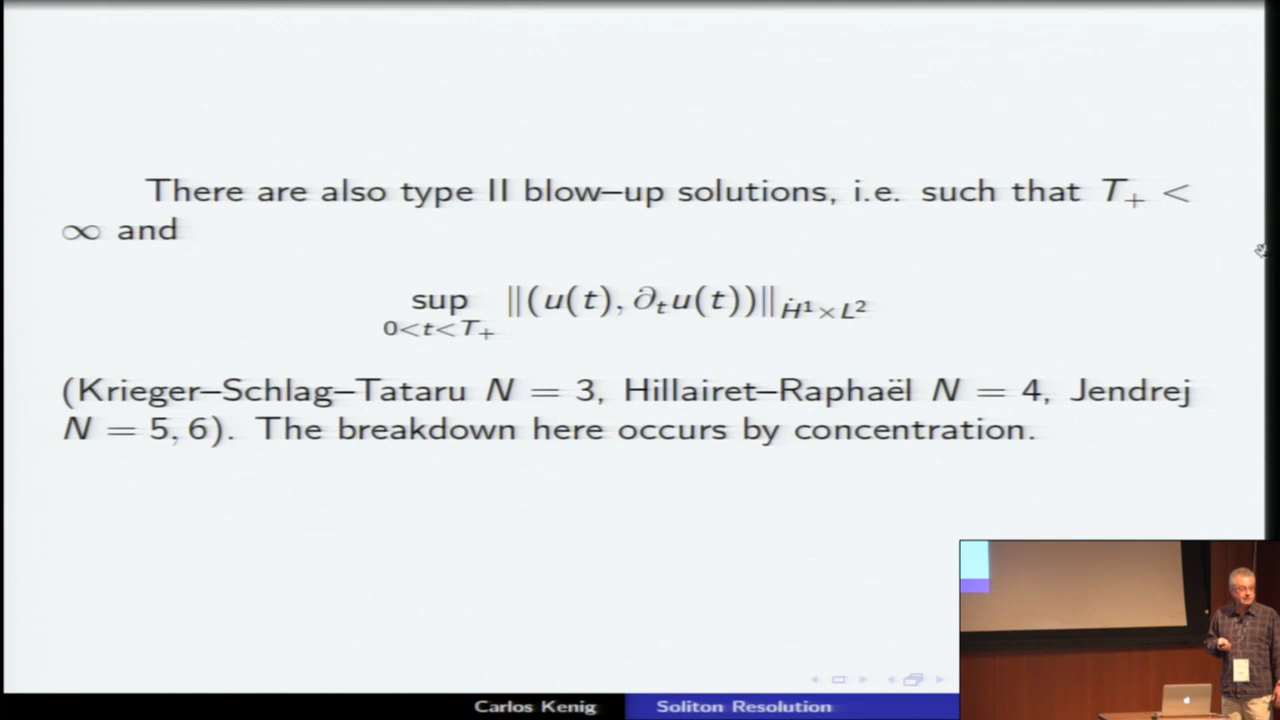 There are also type II blow–up solutions, i.e. such that T₊ <
∞ and
sup ‖(u(t), ∂ₜu(t))‖_{Ḣ¹×L²}
0<t<T₊
(Krieger–Schlag–Tataru N = 3, Hillairet–Raphaël N = 4, Jendrej
N = 5, 6). The breakdown here occurs by concentration.
Carlos Kenig Soliton Resolution